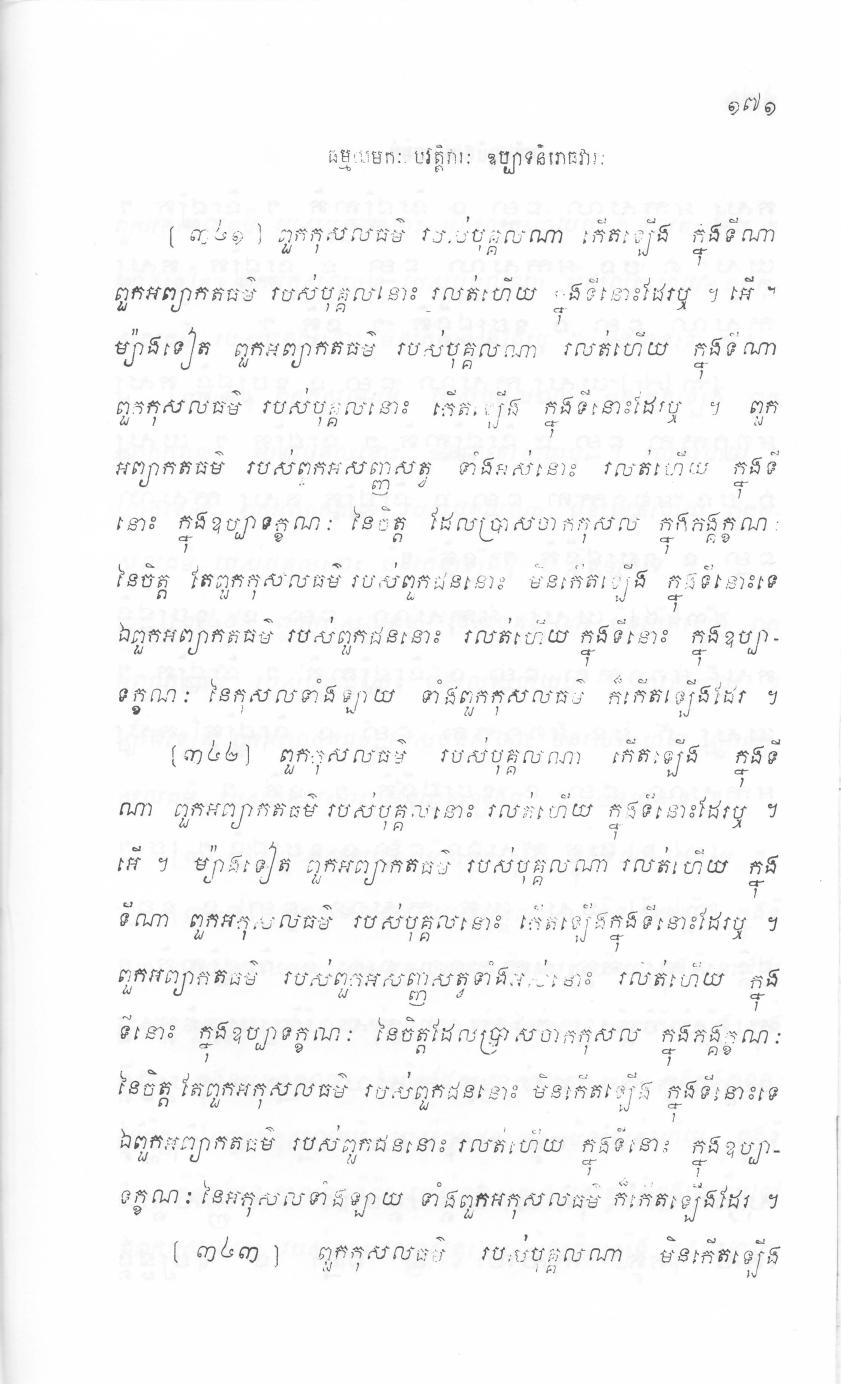 ១៧១
ធម្មយមកៈ បវត្តិវារៈ ឧប្បាទនិរោធវារៈ
[ ៣៤១ ] ពួកកុសលធម៌ របស់បុគ្គលណា កើតឡើង ក្នុងទីណា
ពួកអព្យាកតធម៌ របស់បុគ្គលនោះ រលត់ហើយ ក្នុងទីនោះដែរឬ ។ អើ ។
ម្យ៉ាងទៀត ពួកអព្យាកតធម៌ របស់បុគ្គលណា រលត់ហើយ ក្នុងទីណា
ពួកកុសលធម៌ របស់បុគ្គលនោះ កើតឡើង ក្នុងទីនោះដែរឬ ។ ពួក
អព្យាកតធម៌ របស់ពួកអសញ្ញសត្វ ទាំងអស់នោះ រលត់ហើយ ក្នុងទី
នោះ ក្នុងឧប្បាទក្ខណៈ នៃចិត្ត ដែលប្រាសចាកកុសល ក្នុងភង្គក្ខណៈ
នៃចិត្ត តែពួកកុសលធម៌ របស់ពួកជននោះ មិនកើតឡើង ក្នុងទីនោះទេ
ឯពួកអព្យាកតធម៌ របស់ពួកជននោះ រលត់ហើយ ក្នុងទីនោះ ក្នុងឧប្បា-
ទក្ខណៈ នៃកុសលទាំងឡាយ ទាំងពួកកុសលធម៌ ក៏កើតឡើងដែរ ។
[៣៤២] ពួកកុសលធម៌ របស់បុគ្គលណា កើតឡើង ក្នុងទី
ណា ពួកអព្យាកតធម៌ របស់បុគ្គលនោះ រលត់ហើយ ក្នុងទីនោះដែរឬ ។
អើ ។ ម្យ៉ាងទៀត ពួកអព្យាកតធម៌ របស់បុគ្គលណា រលត់ហើយ ក្នុង
ទីណា ពួកអកុសលធម៌ របស់បុគ្គលនោះ កើតឡើងក្នុងទីនោះដែរឬ ។
ពួកអព្យាកតធម៌ របស់ពួកអសញ្ញសត្វទាំងអស់នោះ រលត់ហើយ ក្នុង
ទីនោះ ក្នុងឧប្បាទក្ខណៈ នៃចិត្តដែលប្រាសចាកកុសល ក្នុងភង្គក្ខណៈ
នៃចិត្ត តែពួកអកុសលធម៌ របស់ពួកជននោះ មិនកើតឡើង ក្នុងទីនោះទេ
ឯពួកអព្យាកតធម៌ របស់ពួកជននោះ រលត់ហើយ ក្នុងទីនោះ ក្នុងឧប្បា-
ទក្ខណៈ នៃអកុសលទាំងឡាយ ទាំងពួកអកុសលធម៌ ក៏កើតឡើងដែរ ។
[ ៣៤៣ ] ពួកកុសលធម៌ របស់បុគ្គលណា មិនកើតឡើង